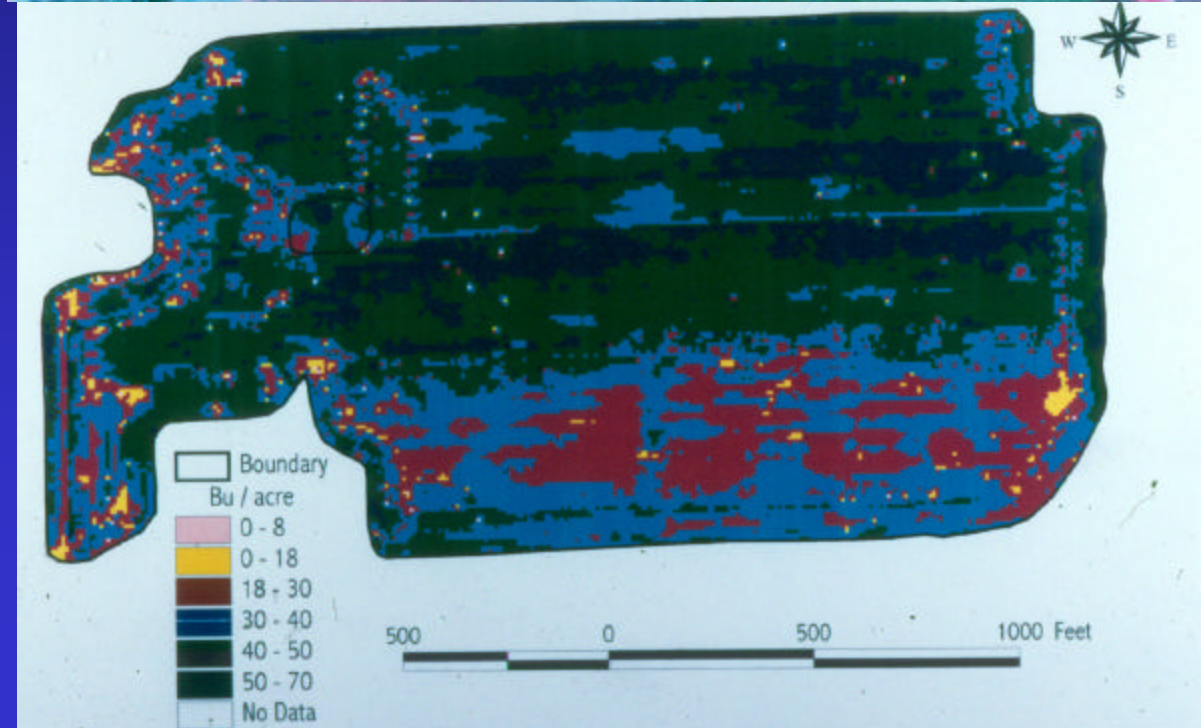 W E
S
Boundary
Bu / acre
0 - 8
0 - 18
18 - 30
30 - 40
40 - 50
50 - 70
No Data
500 0 500 1000 Feet